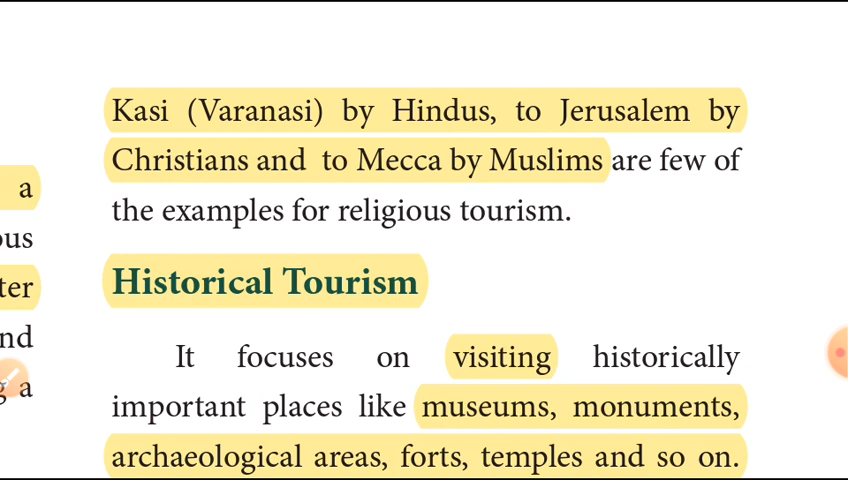 Kasi (Varanasi) by Hindus, to Jerusalem by
Christians and to Mecca by Muslims are few of
the examples for religious tourism.
Historical Tourism
It focuses on visiting historically
important places like museums, monuments,
archaeological areas, forts, temples and so on.
a